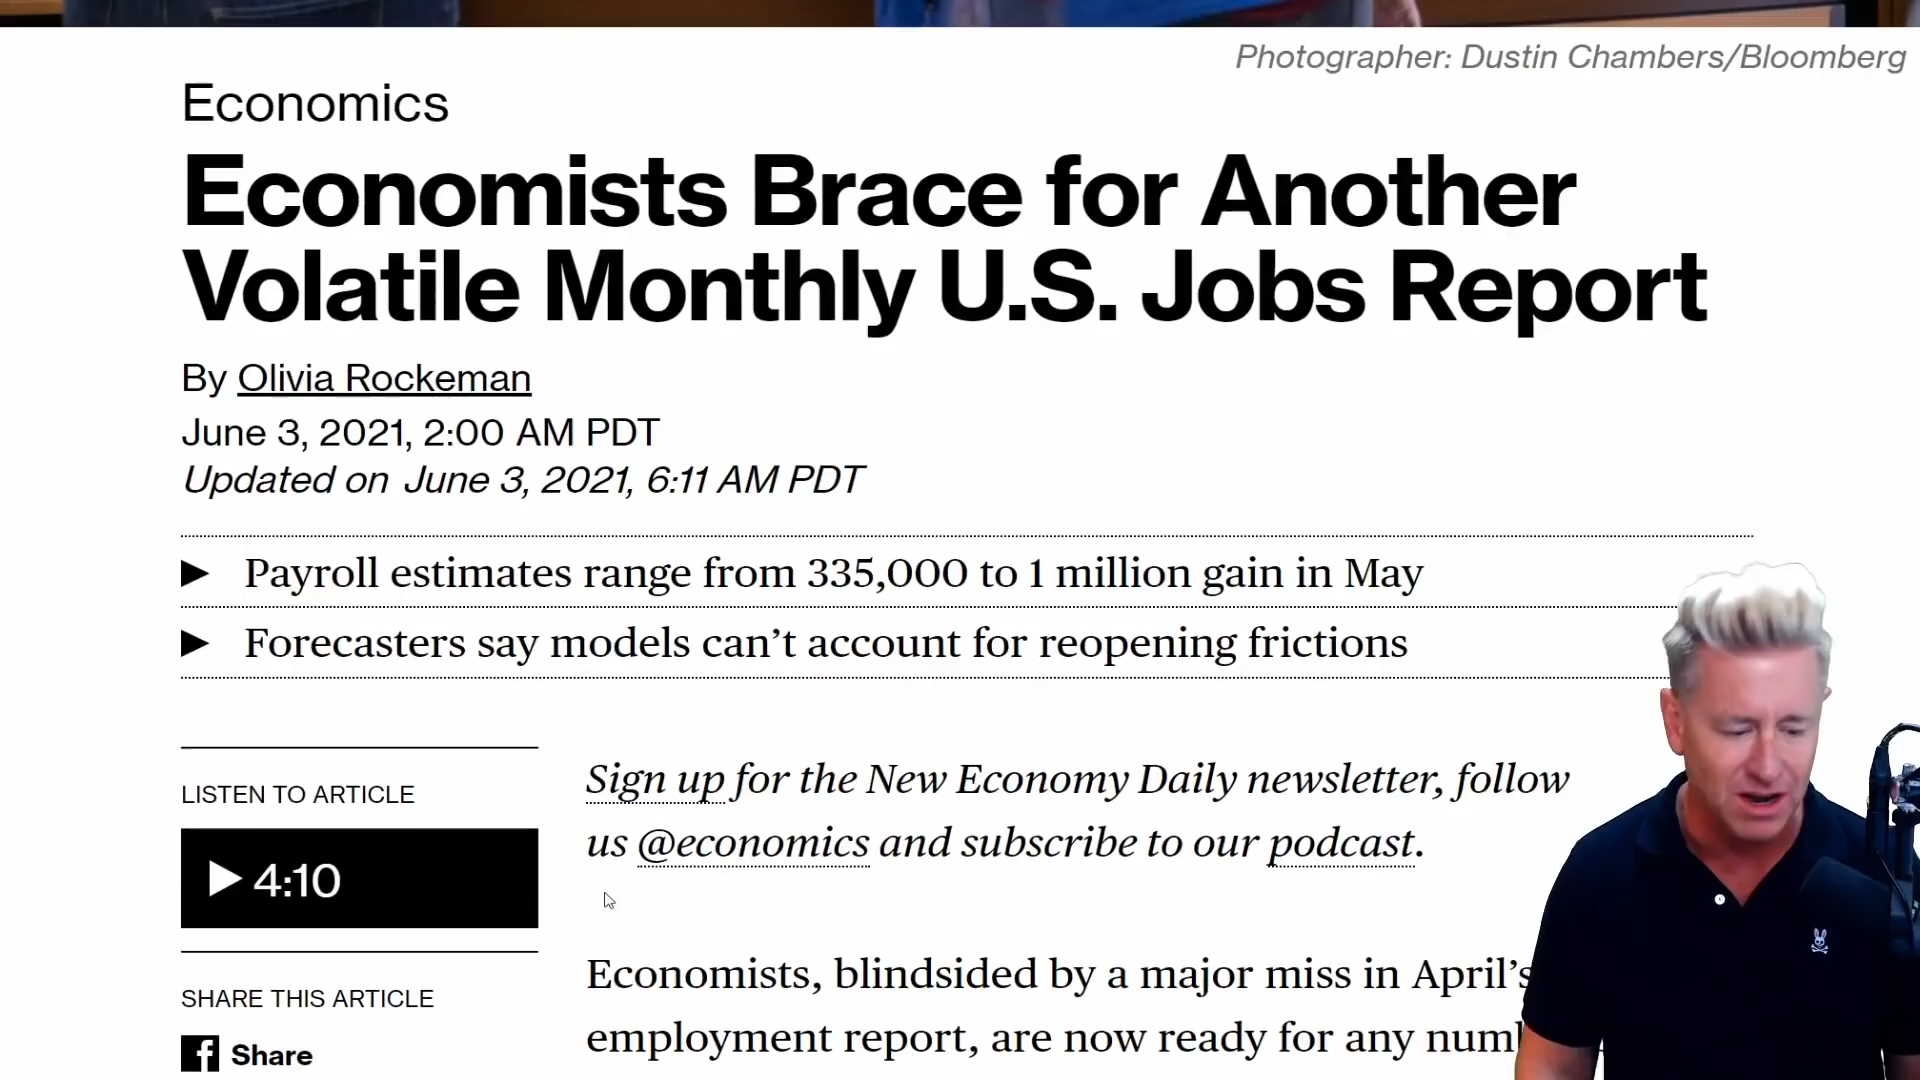 Photographer: Dustin Chambers/Bloomberg
Economics
Economists Brace for Another
Volatile Monthly U.S. Jobs Report
By Olivia Rockeman
June 3, 2021, 2:00 AM PDT
Updated on June 3, 2021, 6:11 AM PDT
Payroll estimates range from 335,000 to 1 million gain in May
Forecasters say models can't account for reopening frictions
LISTEN TO ARTICLE
4:10
SHARE THIS ARTICLE
Share
Sign up for the New Economy Daily newsletter, follow
us @economics and subscribe to our podcast.
Economists, blindsided by a major miss in April's
employment report, are now ready for any